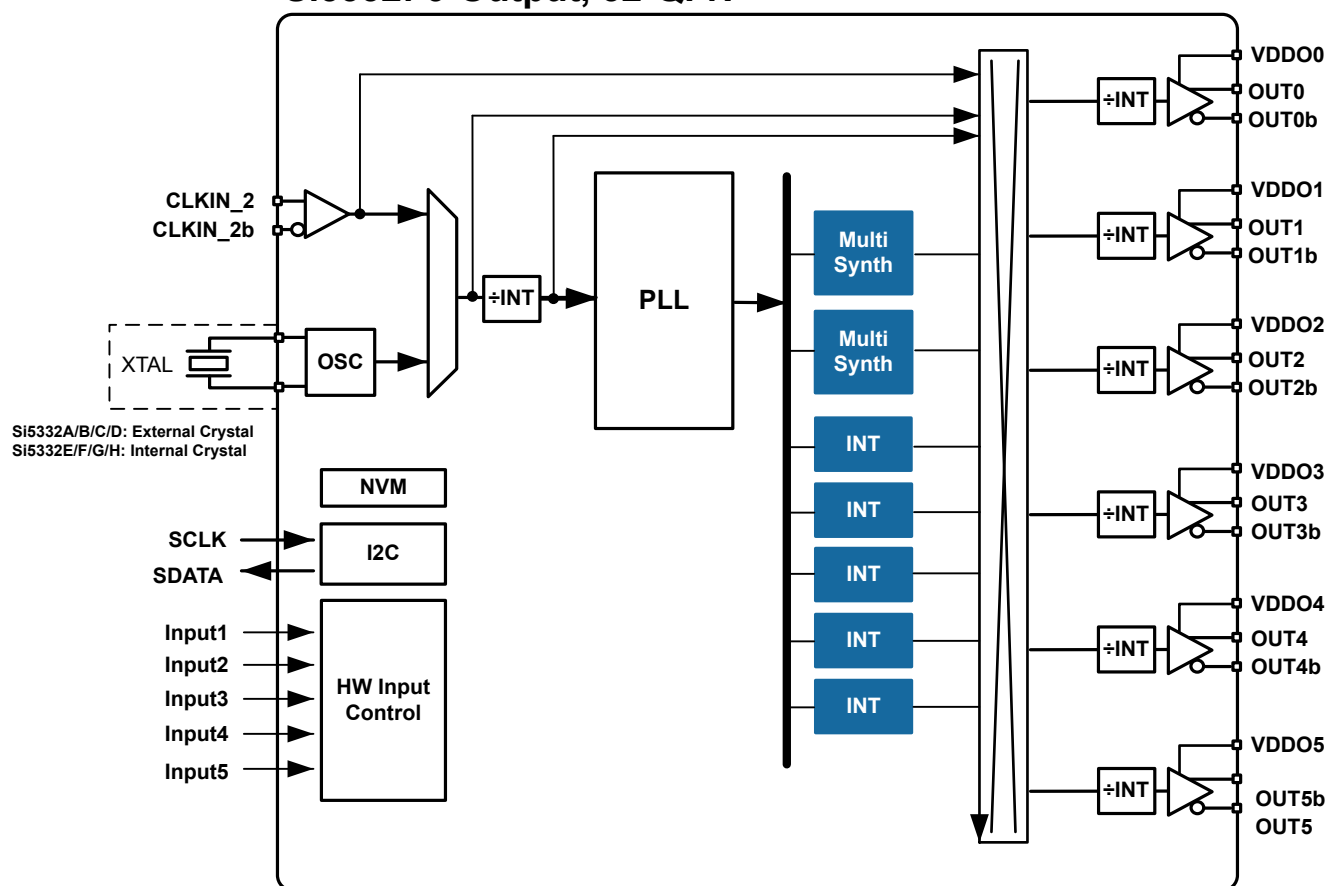 VDDO0
OUT0
OUT0b
÷INT
CLKIN_2
CLKIN_2b
VDDO1
OUT1
OUT1b
÷INT
Multi
Synth
÷INT
PLL
XTAL
OSC
Multi
Synth
VDDO2
OUT2
OUT2b
÷INT
Si5332A/B/C/D: External Crystal
Si5332E/F/G/H: Internal Crystal
INT
NVM
INT
VDDO3
OUT3
OUT3b
÷INT
SCLK
SDATA
I2C
INT
Input1
Input2
Input3
Input4
Input5
HW Input
Control
INT
INT
VDDO4
OUT4
OUT4b
÷INT
VDDO5
OUT5b
OUT5
÷INT